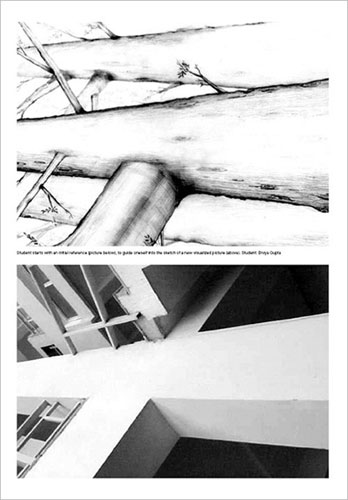 Student starts with an initial reference (picture below), to guide oneself into the sketch of a new visualized picture (above). Student: Divya Gupta